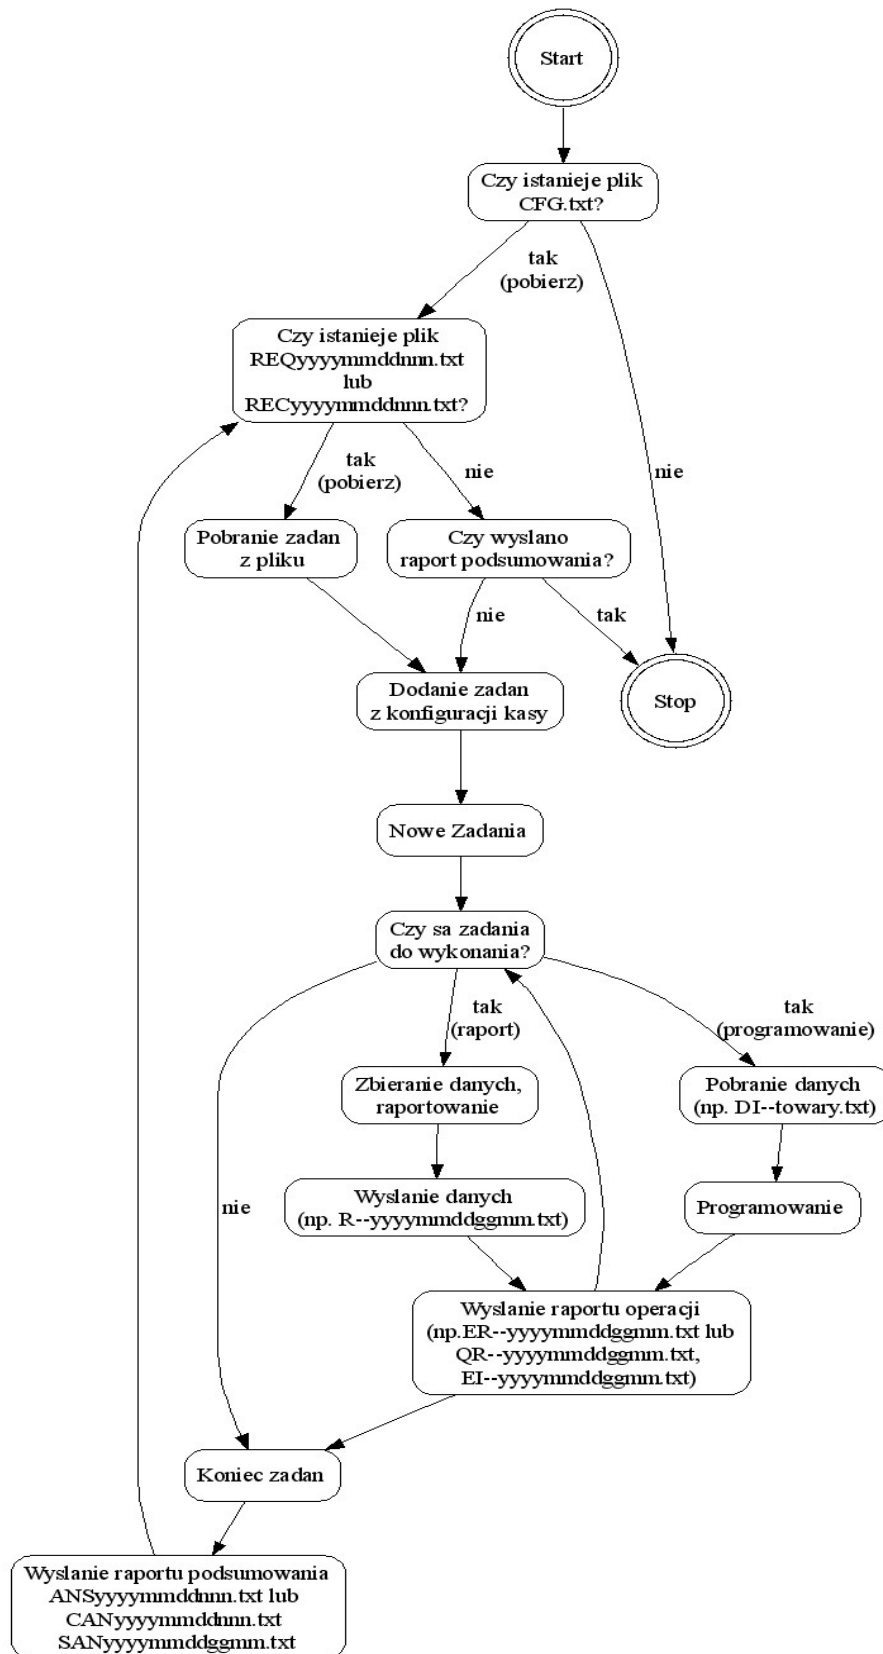 Start
Czy istanieje plik
CFG.txt?
tak
(pobierz)
Czy istanieje plik
REQyyyymmddnnn.txt
lub
RECyyyymmddnnn.txt?
tak
(pobierz)
nie
nie
Pobranie zadan
z pliku
Czy wyslano
raport podsumowania?
nie
tak
Dodanie zadan
z konfiguracji kasy
Stop
Nowe Zadania
Czy sa zadania
do wykonania?
tak
(raport)
tak
(programowanie)
Zbieranie danych,
raportowanie
Pobranie danych
(np. DI--towary.txt)
nie
Wyslanie danych
(np. R--yyyymmddggmm.txt)
Programowanie
Wyslanie raportu operacji
(np.ER--yyyymmddggmm.txt lub
QR--yyyymmddggmm.txt,
EI--yyyymmddggmm.txt)
Koniec zadan
Wyslanie raportu podsumowania
ANSyyyymmddnnn.txt lub
CANyyyymmddnnn.txt
SANyyyymmddggmm.txt